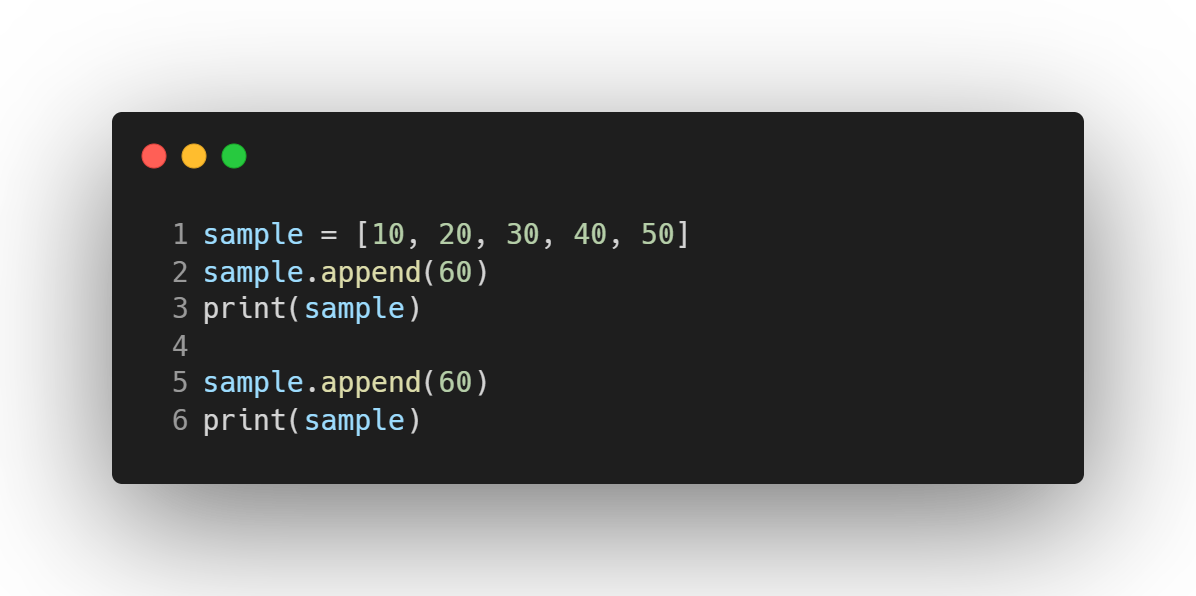 1 sample = [10, 20, 30, 40, 50]
2 sample.append(60)
3 print(sample)
4
5 sample.append(60)
6 print(sample)